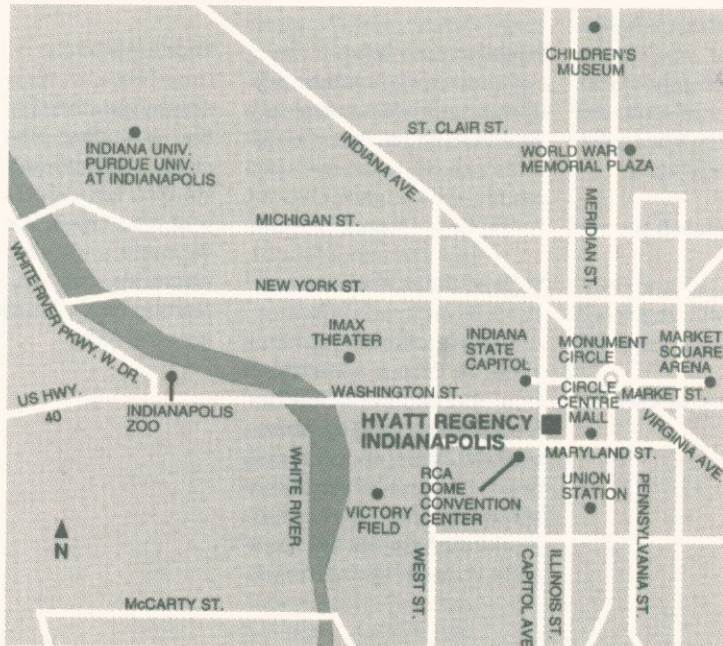 CHILDREN'S
MUSEUM
ST. CLAIR ST.
INDIANA UNIV.
PURDUE UNIV.
AT INDIANAPOLIS
INDIANA AVE.
WORLD WAR
MEMORIAL PLAZA
MERIDIAN ST.
MICHIGAN ST.
WHITE RIVER PKWY. W. DR.
NEW YORK ST.
IMAX
THEATER
INDIANA
STATE
CAPITOL
MONUMENT
CIRCLE
MARKET
SQUARE
ARENA
US HWY.
40
INDIANAPOLIS
ZOO
WASHINGTON ST.
CIRCLE
CENTRE
MALL
MARKET ST.
VIRGINIA AVE.
HYATT REGENCY
INDIANAPOLIS
MARYLAND ST.
WHITE RIVER
VICTORY
FIELD
RCA
DOME
CONVENTION
CENTER
UNION
STATION
PENNSYLVANIA ST.
N
WEST ST.
CAPITOL AVE
ILLINOIS ST.
McCARTY ST.